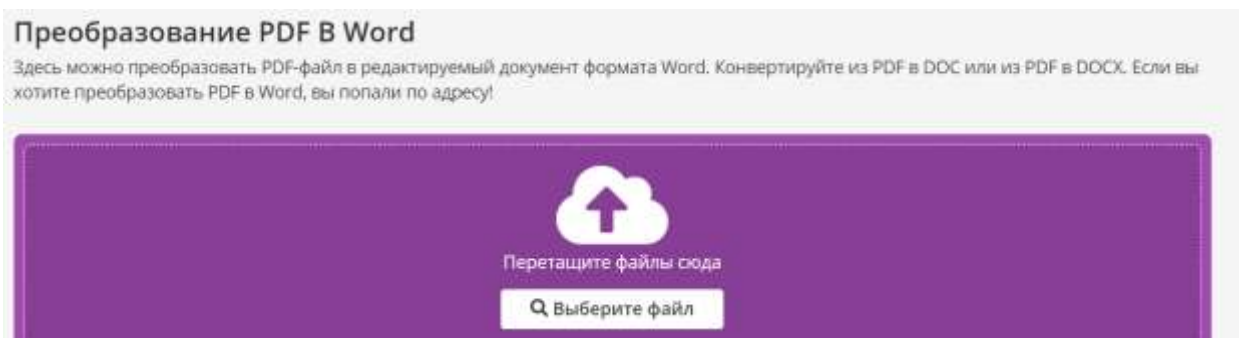 Преобразование PDF В Word
Здесь можно преобразовать PDF-файл в редактируемый документ формата Word. Конвертируйте из PDF в DOC или из PDF в DOCX. Если вы
хотите преобразовать PDF в Word, вы попали по адресу!
Перетащите файлы сюда
Выберите файл